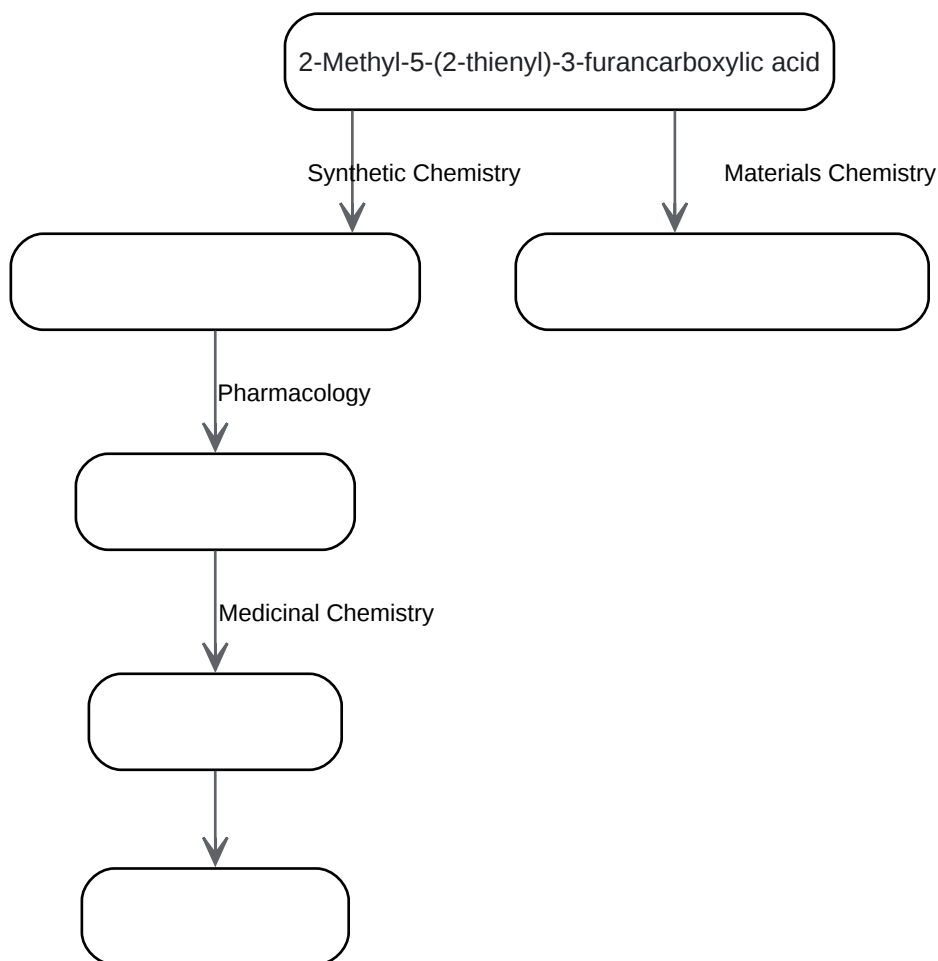 2-Methyl-5-(2-thienyl)-3-furancarboxylic acid
Synthetic Chemistry
Materials Chemistry
Pharmacology
Medicinal Chemistry